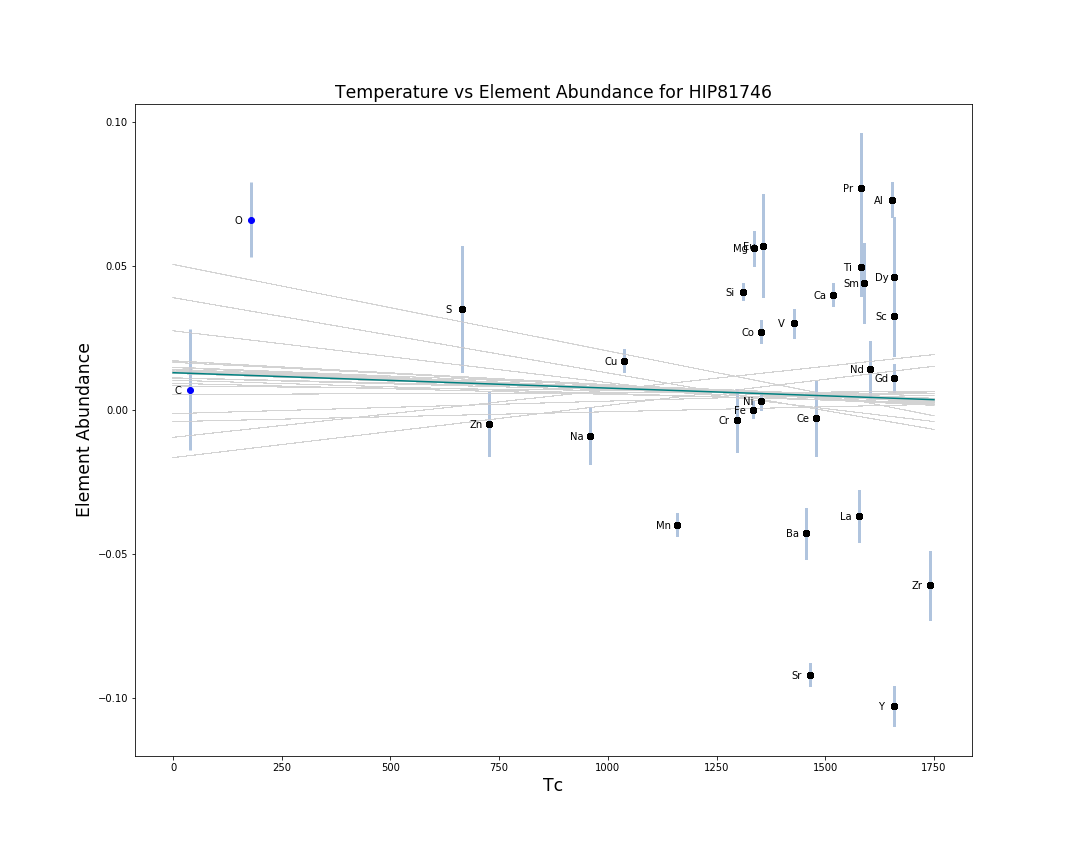 Temperature vs Element Abundance for HIP81746
0.10
Pr
Al
O
Mg
Eu
0.05
Ti
Dy
Sm
Si
Ca
S
Sc
V
Co
Cu
Nd
Gd
C
Ni
0.00
Fe
Ce
Cr
Zn
Na
La
Mn
Ba
−0.05
Zr
Sr
−0.10
Y
Element Abundance
0 250 500 750 1000 1250 1500 1750
Tc